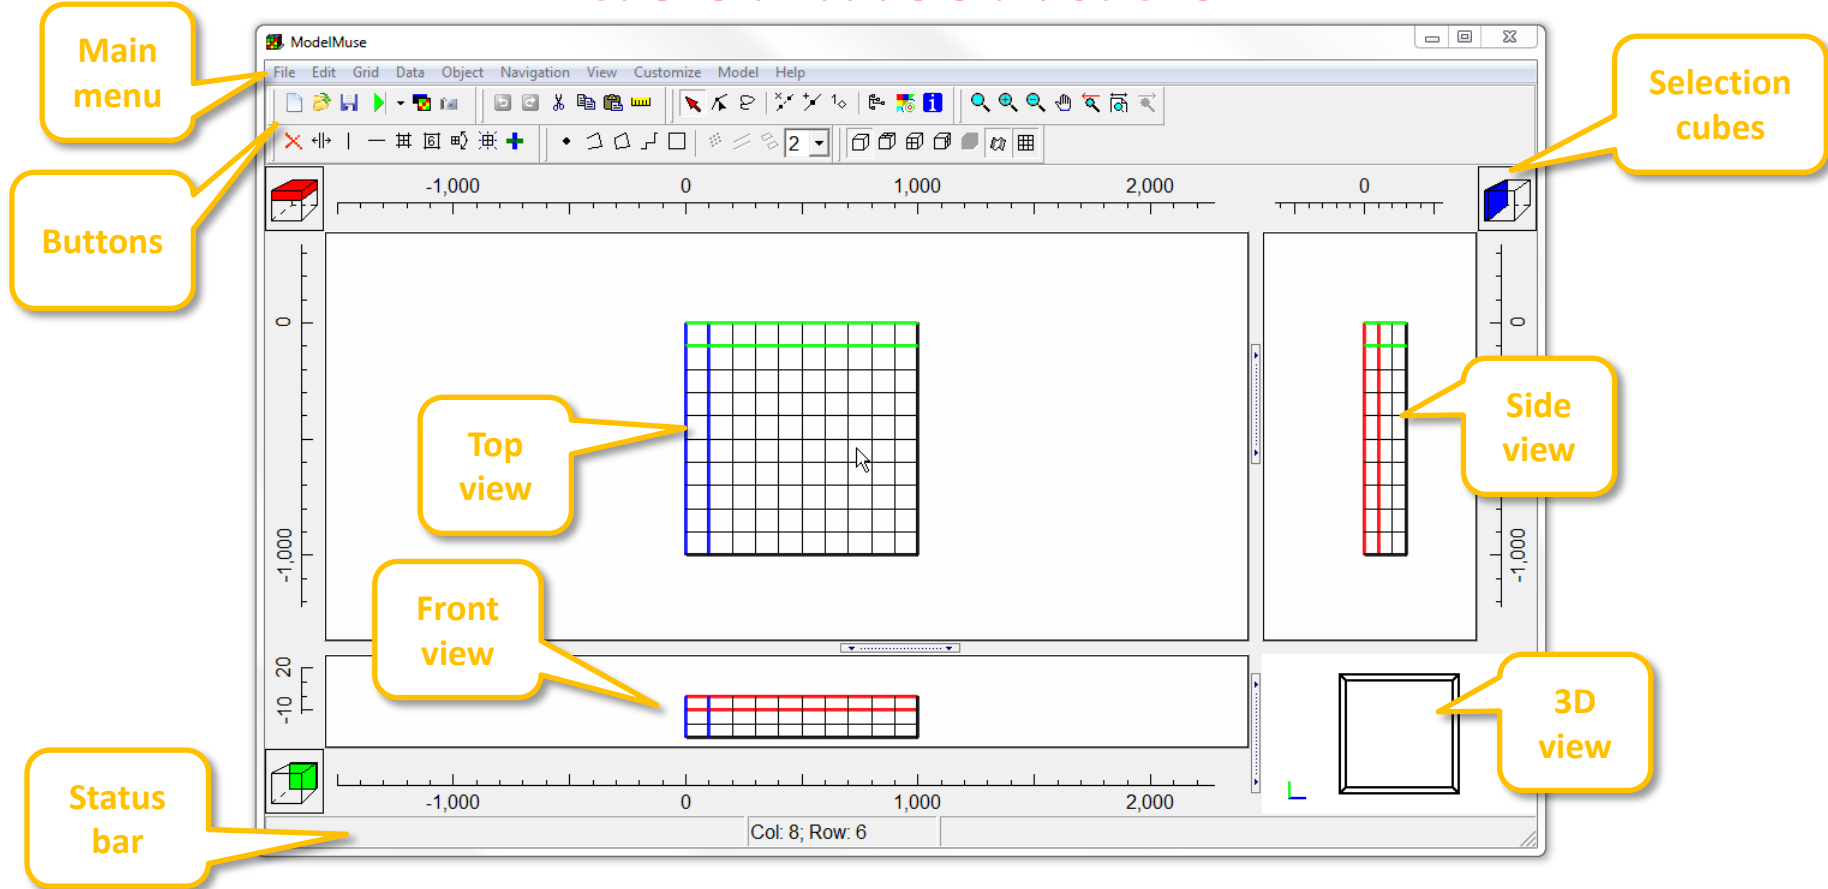 Main
menu
ModelMuse
File Edit Grid Data Object Navigation View Customize Model Help
Selection
cubes
2
Buttons
-1,000 0 1,000 2,000 0
0
0
Top
view
Side
view
-1,000
-1,000
Front
view
20
-10
3D
view
Status
bar
-1,000 0 1,000 2,000
Col: 8; Row: 6